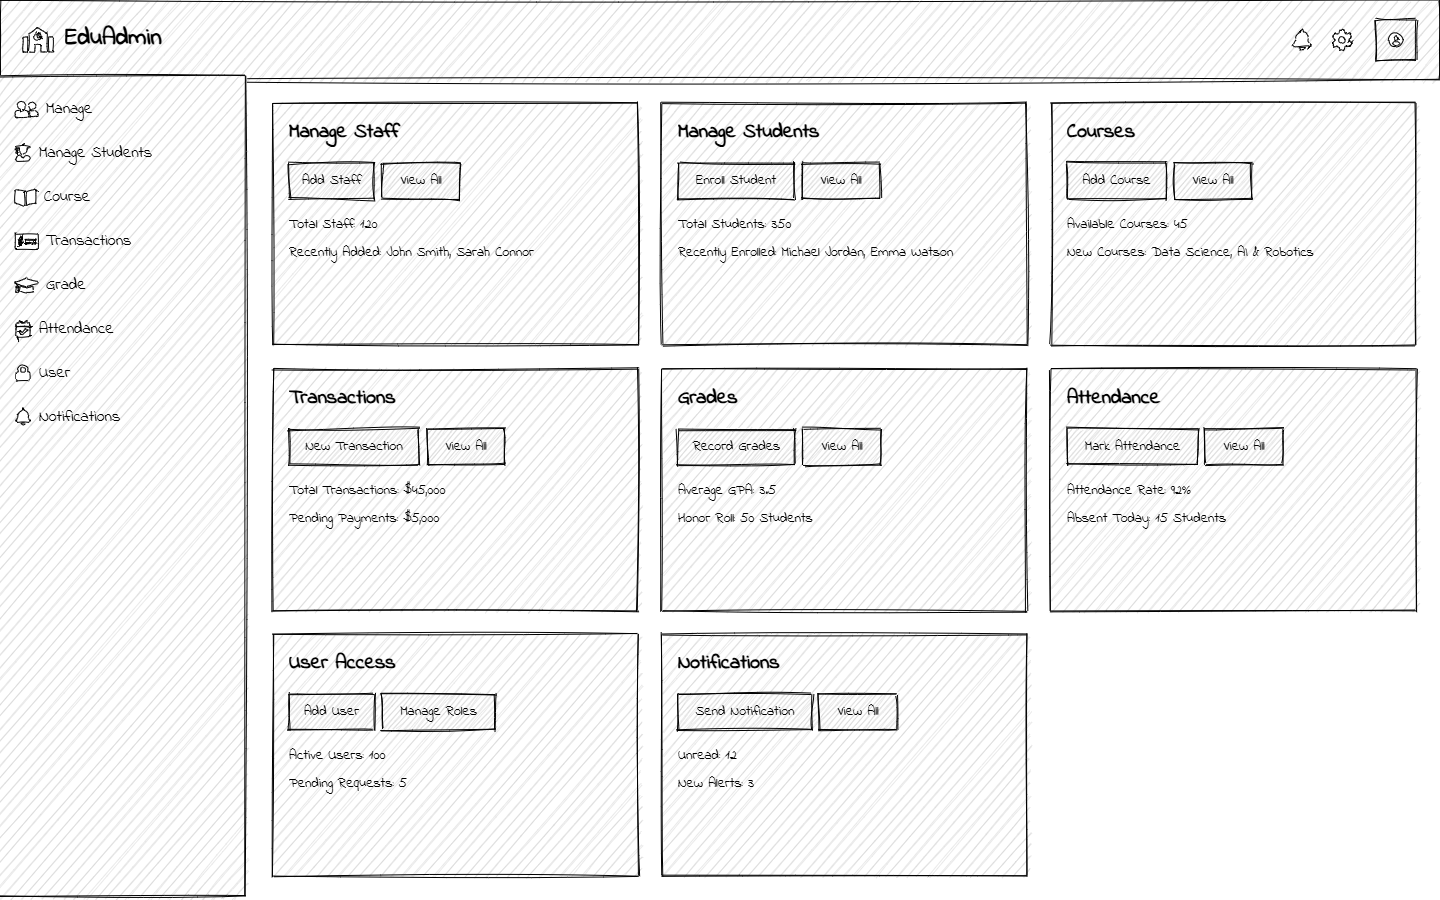 EduAdmin
Manage
Manage Students
Course
Transactions
Grade
Attendance
User
Notifications
Manage Staff
Add Staff
View All
Total Staff: 120
Recently Added: John Smith, Sarah Connor
Manage Students
Enroll Student
View All
Total Students: 350
Recently Enrolled: Michael Jordan, Emma Watson
Courses
Add Course
View All
Available Courses: 45
New Courses: Data Science, AI & Robotics
Transactions
New Transaction
View All
Total Transactions: $45,000
Pending Payments: $5,000
Grades
Record Grades
View All
Average GPA: 3.5
Honor Roll: 50 Students
Attendance
Mark Attendance
View All
Attendance Rate: 92%
Absent Today: 15 Students
User Access
Add User
Manage Roles
Active Users: 100
Pending Requests: 5
Notifications
Send Notification
View All
Unread: 12
New Alerts: 3